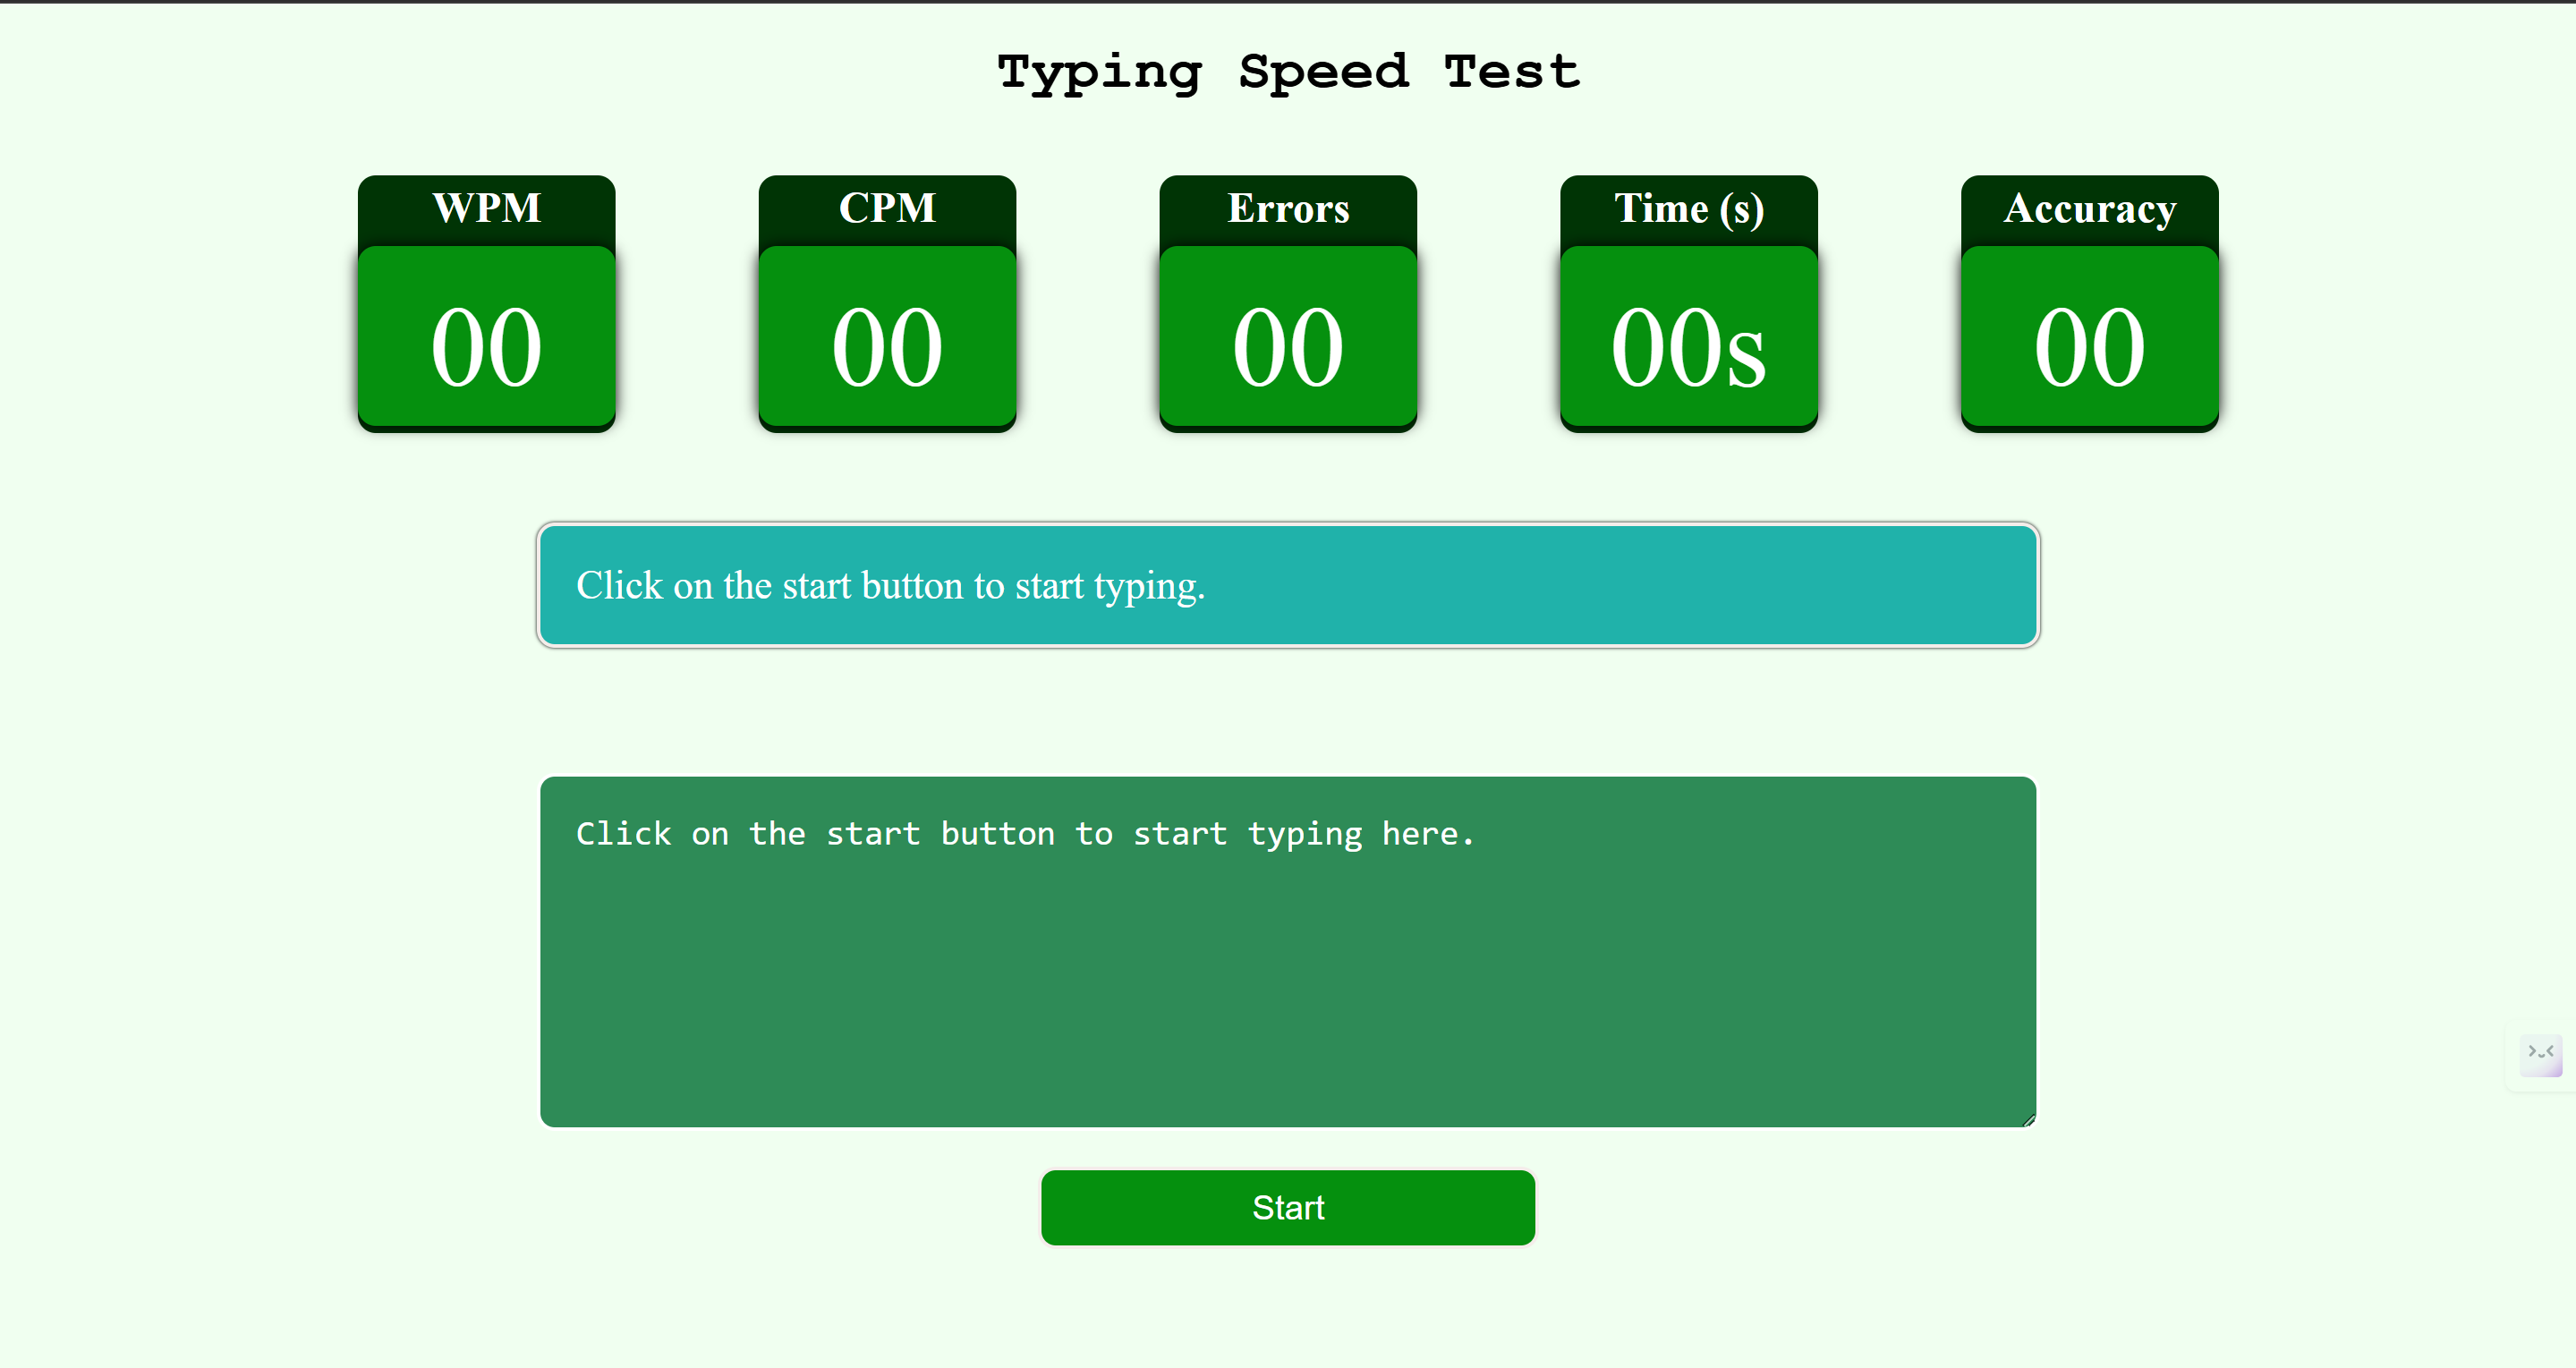 Typing Speed Test
WPM
CPM
Errors
Time (s)
Accuracy
00
00
00
00s
00
Click on the start button to start typing.
Click on the start button to start typing here.
Start